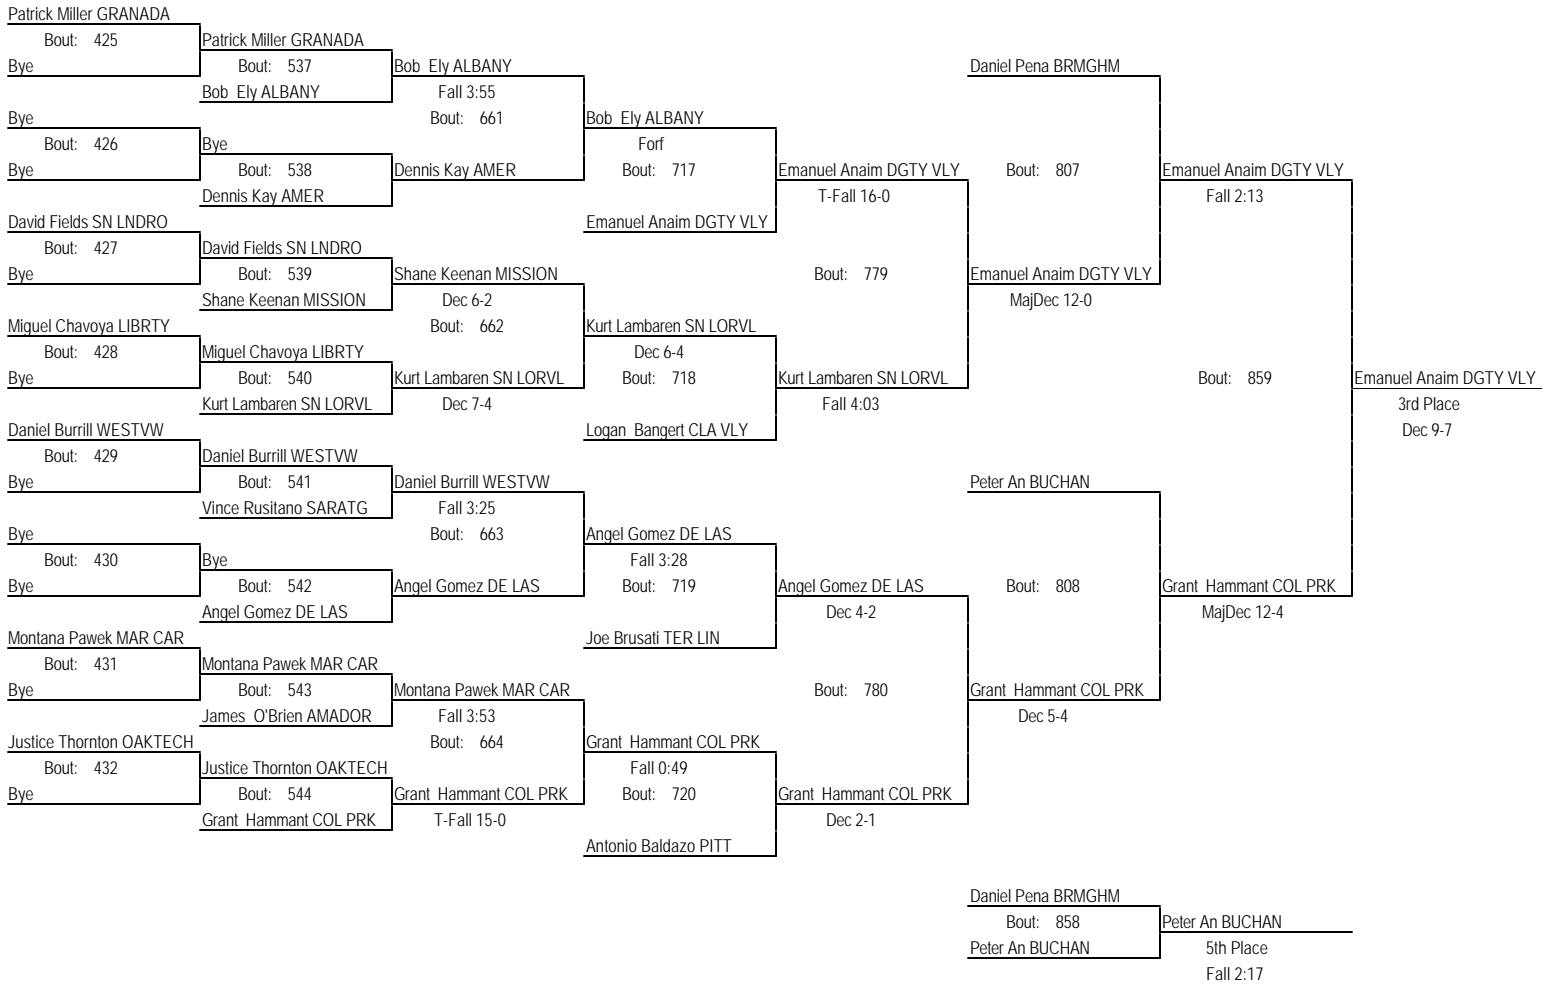 Patrick Miller GRANADA
Bout: 425
Bye
Bye
Bout: 426
Bye
David Fields SN LNDRO
Bout: 427
Bye
Miguel Chavoya LIBRTY
Bout: 428
Bye
Daniel Burrill WESTVW
Bout: 429
Bye
Bye
Bout: 430
Bye
Montana Pawek MAR CAR
Bout: 431
Bye
Justice Thornton OAKTECH
Bout: 432
Bye
Patrick Miller GRANADA
Bout: 537
Bob Ely ALBANY
Bye
Bout: 538
Dennis Kay AMER
David Fields SN LNDRO
Bout: 539
Shane Keenan MISSION
Miguel Chavoya LIBRTY
Bout: 540
Kurt Lambaren SN LORVL
Daniel Burrill WESTVW
Bout: 541
Vince Rusitano SARATG
Bye
Bout: 542
Angel Gomez DE LAS
Montana Pawek MAR CAR
Bout: 543
James O'Brien AMADOR
Justice Thornton OAKTECH
Bout: 544
Grant Hammant COL PRK
Bob Ely ALBANY
Fall 3:55
Bout: 661
Dennis Kay AMER
Shane Keenan MISSION
Dec 6-2
Bout: 662
Kurt Lambaren SN LORVL
Dec 7-4
Daniel Burrill WESTVW
Fall 3:25
Bout: 663
Angel Gomez DE LAS
Montana Pawek MAR CAR
Fall 3:53
Bout: 664
Grant Hammant COL PRK
T-Fall 15-0
Bob Ely ALBANY
Forf
Bout: 717
Emanuel Anaim DGTY VLY
Kurt Lambaren SN LORVL
Dec 6-4
Bout: 718
Logan Bangert CLA VLY
Angel Gomez DE LAS
Fall 3:28
Bout: 719
Joe Brusati TER LIN
Grant Hammant COL PRK
Fall 0:49
Bout: 720
Antonio Baldazo PITT
Emanuel Anaim DGTY VLY
T-Fall 16-0
Bout: 779
Kurt Lambaren SN LORVL
Fall 4:03
Angel Gomez DE LAS
Dec 4-2
Bout: 780
Grant Hammant COL PRK
Dec 2-1
Daniel Pena BRMGHM
Bout: 807
Emanuel Anaim DGTY VLY
MajDec 12-0
Peter An BUCHAN
Bout: 808
Grant Hammant COL PRK
Dec 5-4
Emanuel Anaim DGTY VLY
Fall 2:13
Bout: 859
Grant Hammant COL PRK
MajDec 12-4
Emanuel Anaim DGTY VLY
3rd Place
Dec 9-7
Daniel Pena BRMGHM
Bout: 858
Peter An BUCHAN
Peter An BUCHAN
5th Place
Fall 2:17